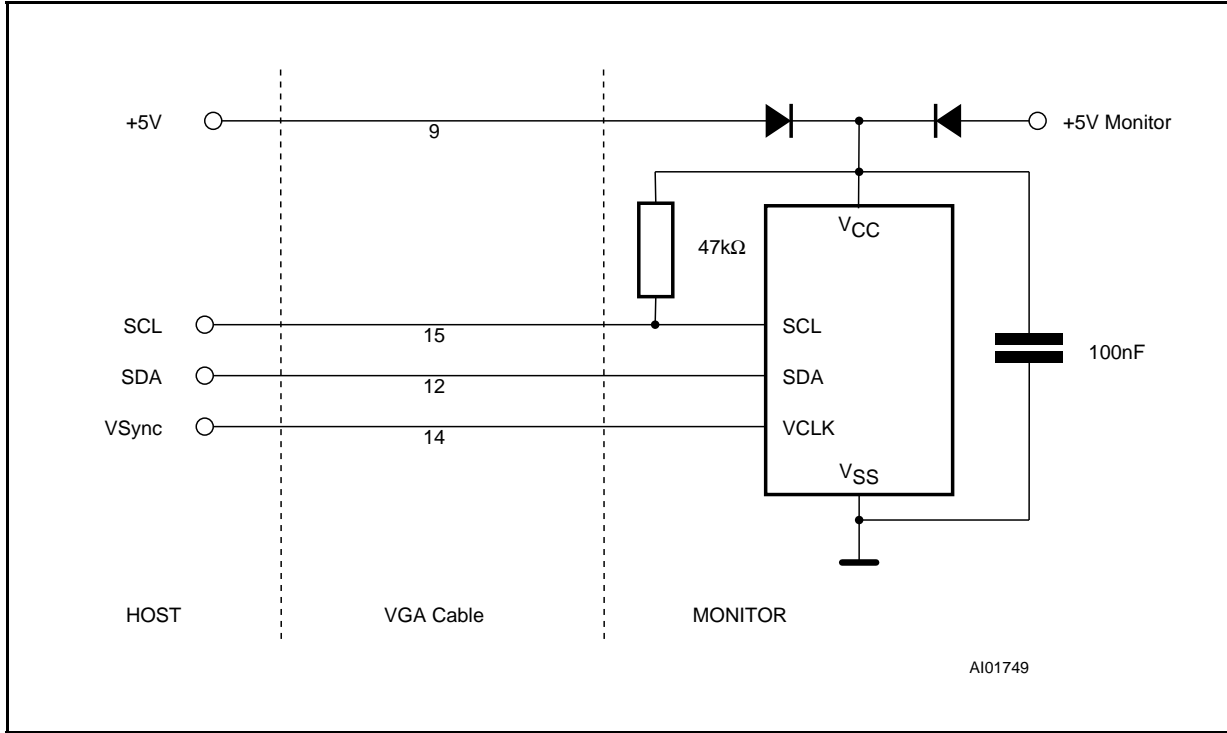 +5V
9
+5V Monitor
VCC
47kΩ
SCL
15
SCL
100nF
SDA
12
SDA
VSync
14
VCLK
VSS
HOST
VGA Cable
MONITOR
AI01749